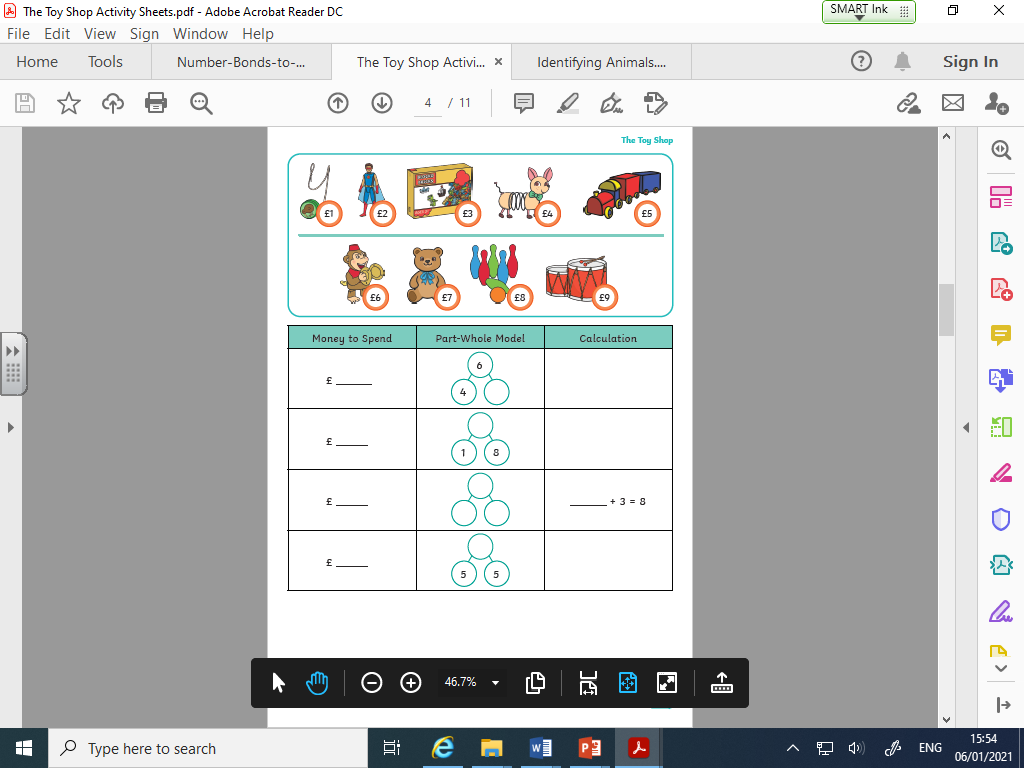 The Toy Shop Activity Sheets.pdf - Adobe Acrobat Reader DC
SMART Ink
File Edit View Sign Window Help
Home Tools Number-Bonds-to-... The Toy Shop Activi... × Identifying Animals.... Sign In
4 / 11
The Toy Shop
£1 £2 £3 £4 £5
£6 £7 £8 £9
Money to Spend Part-Whole Model Calculation
6
£ ______ 4
£ ______ 1 8
£ ______ ______ + 3 = 8
£ ______ 5 5
46.7%
Type here to search
ENG
15:54
06/01/2021